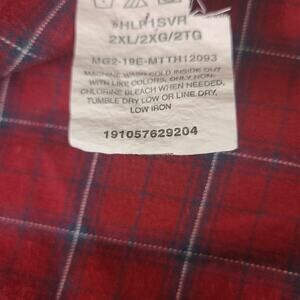 2XL/2XG/2TG
MG2-19E-MTTH12093
MACHINE WASH COLD INSIDE OUT
WITH LIKE COLORS, ONLY NON-
CHLORINE BLEACH WHEN NEEDED,
TUMBLE DRY LOW OR LINE DRY,
LOW IRON
191057629204